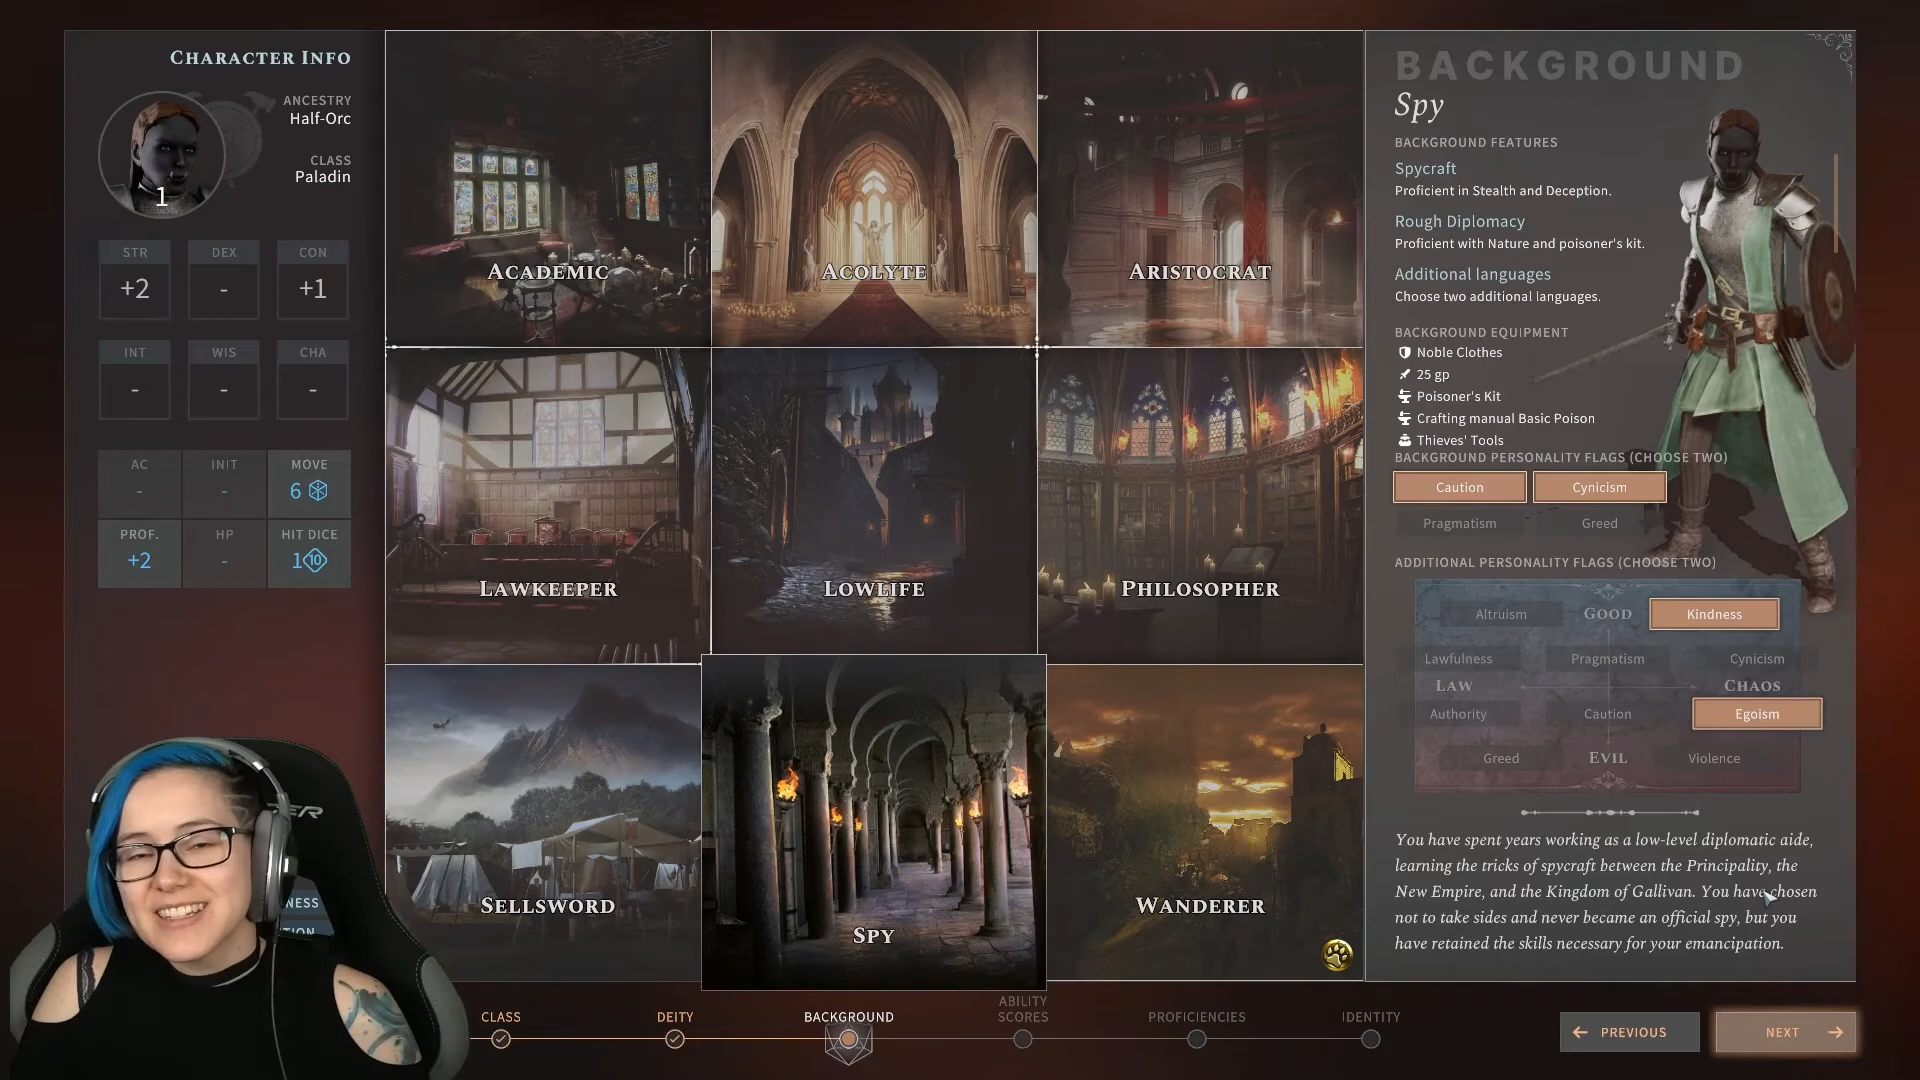 CHARACTER INFO
ANCESTRY
Half-Orc
CLASS
Paladin
1
STR
DEX
CON
+2
-
+1
INT
WIS
CHA
-
-
-
AC
INIT
MOVE
-
-
6
PROF.
HP
HIT DICE
+2
-
1 10
NESS
TION
ACADEMIC
ACOLYTE
ARISTOCRAT
LAWKEEPER
LOWLIFE
PHILOSOPHER
SELLSWORD
SPY
WANDERER
BACKGROUND
Spy
BACKGROUND FEATURES
Spycraft
Proficient in Stealth and Deception.
Rough Diplomacy
Proficient with Nature and poisoner's kit.
Additional languages
Choose two additional languages.
BACKGROUND EQUIPMENT
Noble Clothes
25 gp
Poisoner's Kit
Crafting manual Basic Poison
Thieves' Tools
BACKGROUND PERSONALITY FLAGS (CHOOSE TWO)
Caution
Cynicism
Pragmatism
Greed
ADDITIONAL PERSONALITY FLAGS (CHOOSE TWO)
Altruism
GOOD
Kindness
Lawfulness
Pragmatism
Cynicism
LAW
CHAOS
Authority
Caution
Egoism
Greed
EVIL
Violence
You have spent years working as a low-level diplomatic aide,
learning the tricks of spycraft between the Principality, the
New Empire, and the Kingdom of Gallivan. You have chosen
not to take sides and never became an official spy, but you
have retained the skills necessary for your emancipation.
CLASS
DEITY
BACKGROUND
ABILITY
SCORES
PROFICIENCIES
IDENTITY
PREVIOUS
NEXT